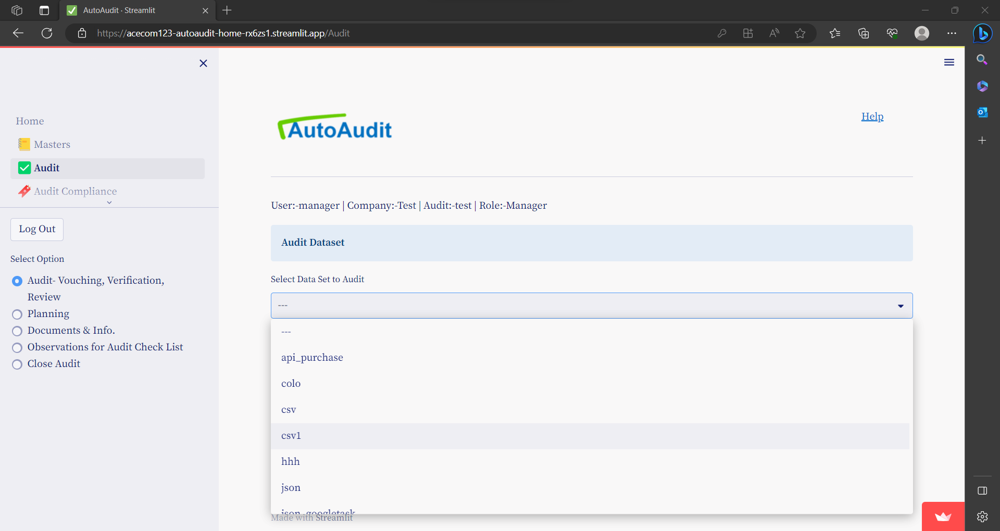 AutoAudit · Streamlit
https://acecom123-autoaudit-home-rx6zs1.streamlit.app/Audit
Home
Masters
Audit
Audit Compliance
Log Out
Select Option
Audit- Vouching, Verification,
Review
Planning
Documents & Info.
Observations for Audit Check List
Close Audit
AutoAudit
Help
User:-manager | Company:-Test | Audit:-test | Role:-Manager
Audit Dataset
Select Data Set to Audit
---
---
api_purchase
colo
csv
csv1
hhh
json
json_googletask
Made with Streamlit